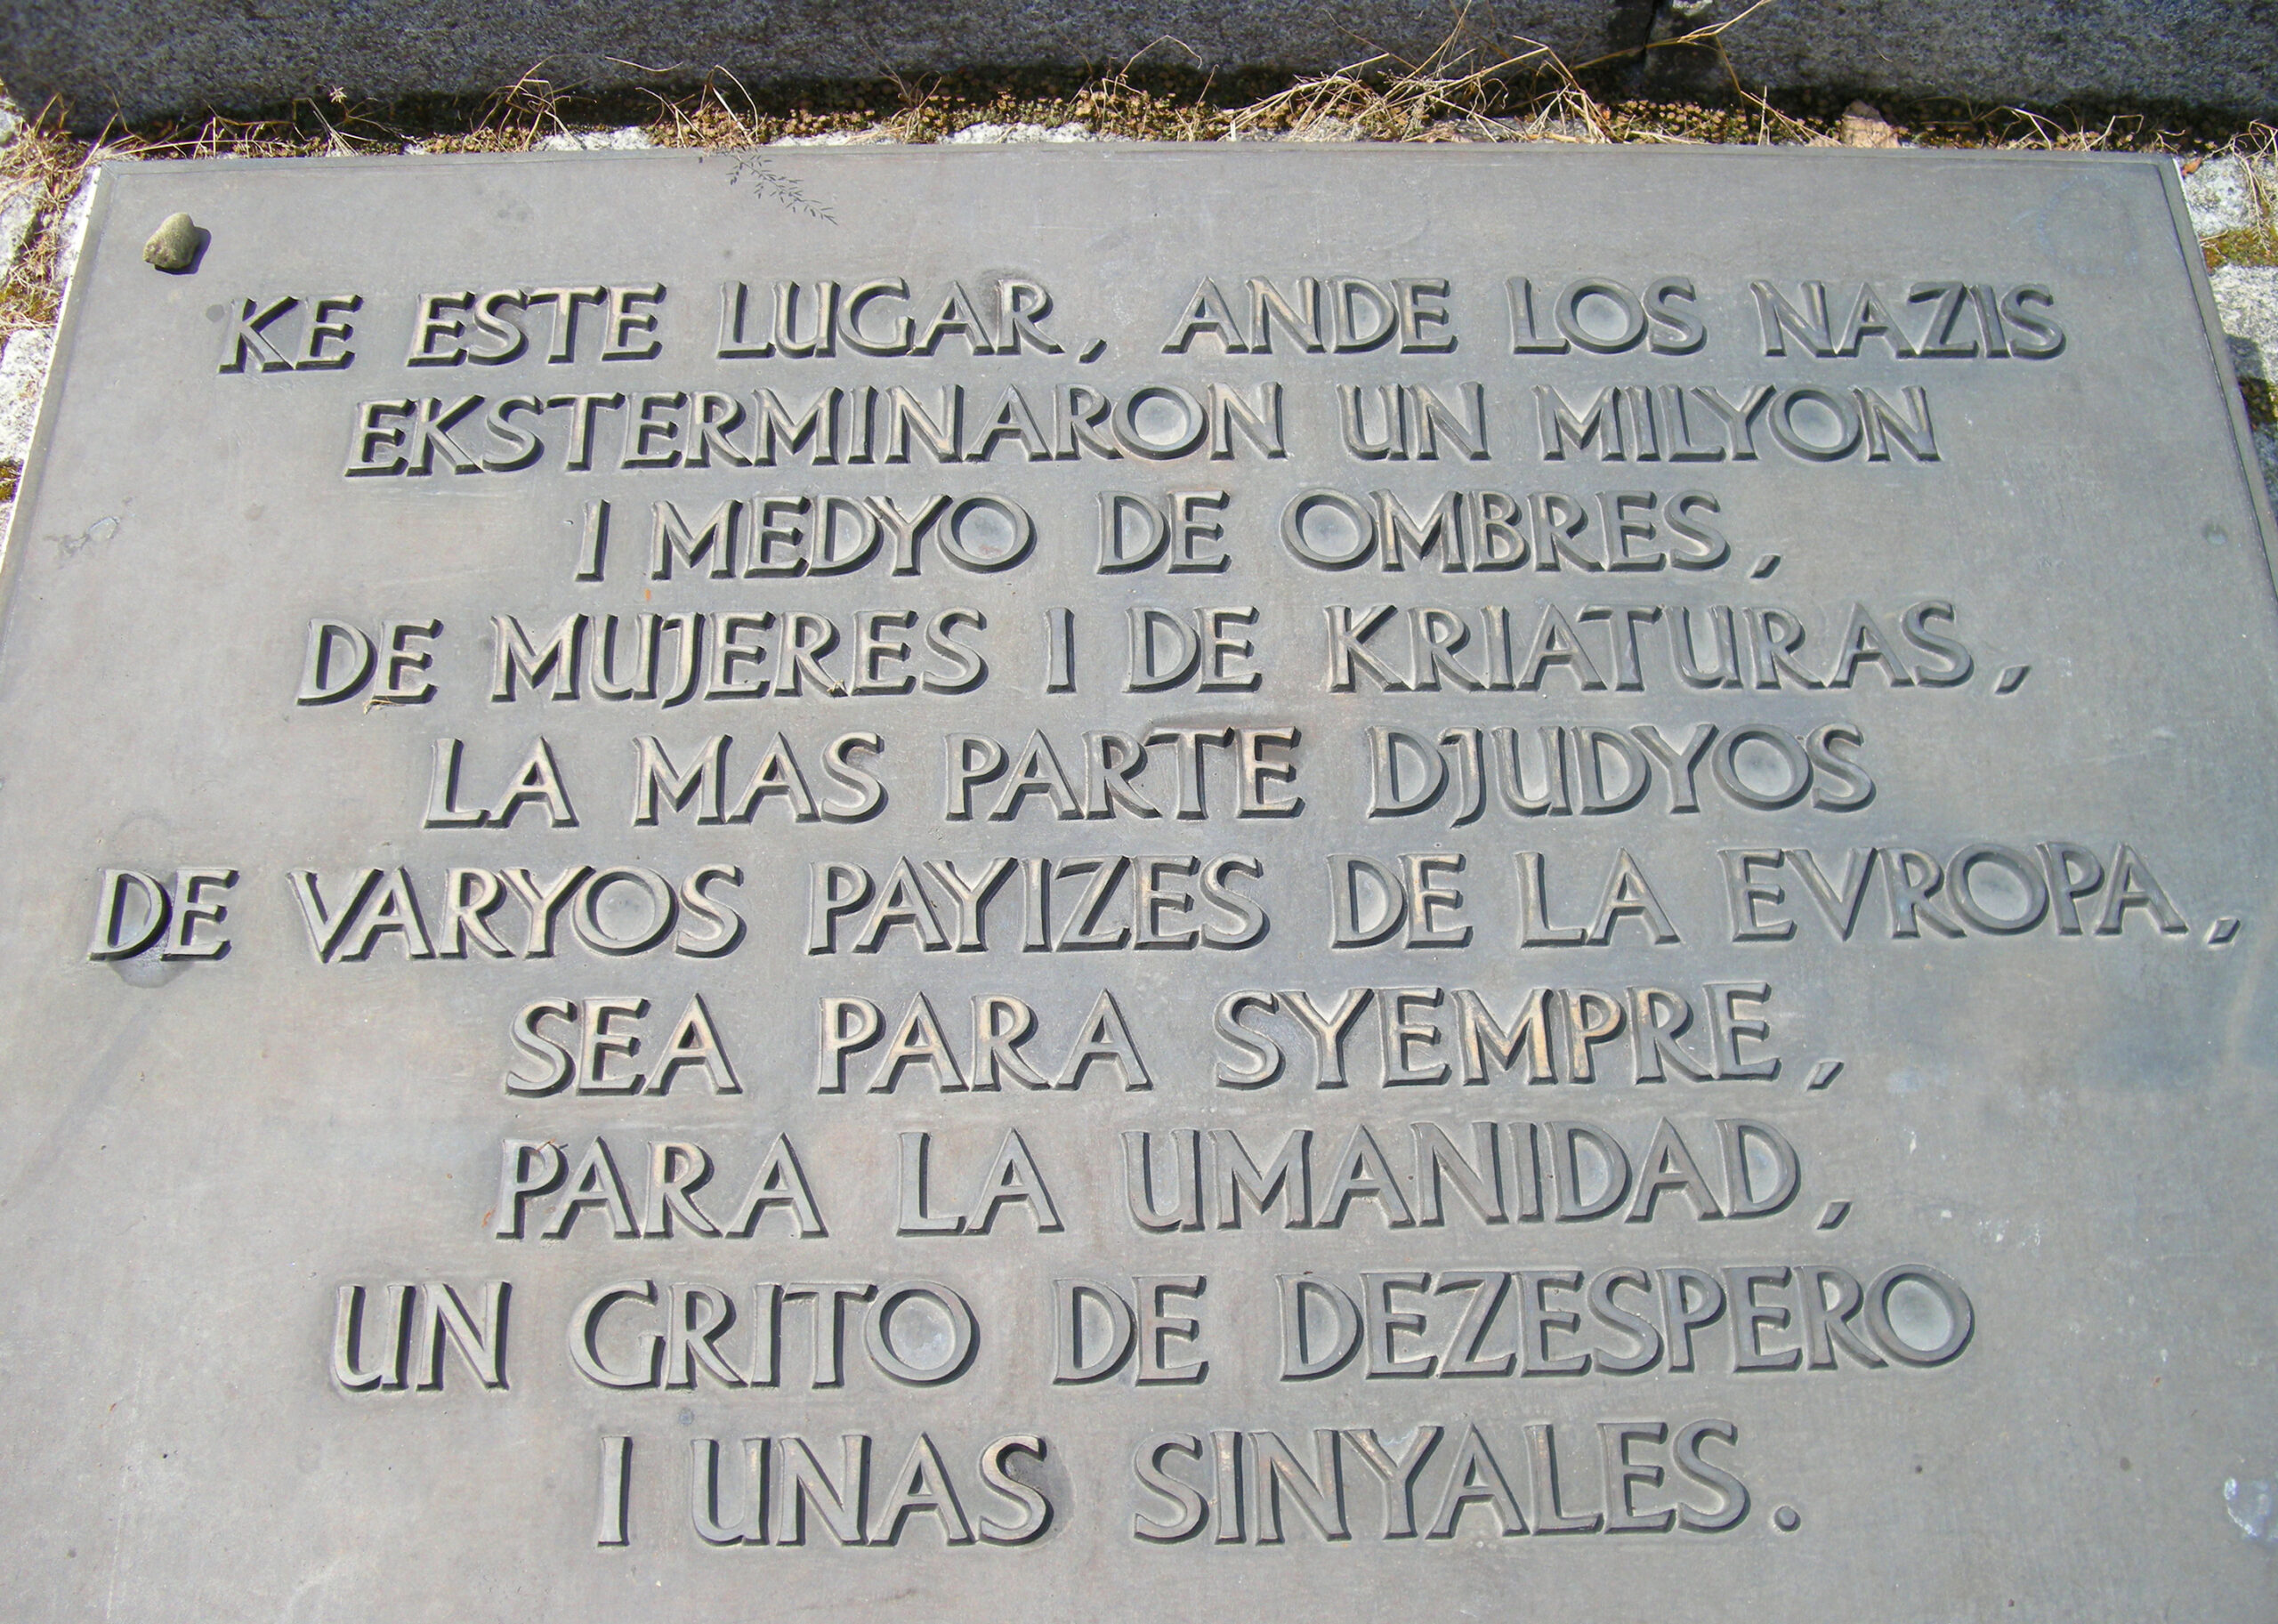 KE ESTE LUGAR, ANDE LOS NAZIS
EKSTERMINARON UN MILYON
I MEDYO DE OMBRES,
DE MUJERES I DE KRIATURAS,
LA MAS PARTE DJUDYOS
DE VARYOS PAYIZES DE LA EVROPA,
SEA PARA SYEMPRE,
PARA LA UMANIDAD,
UN GRITO DE DEZESPERO
I UNAS SINYALES.